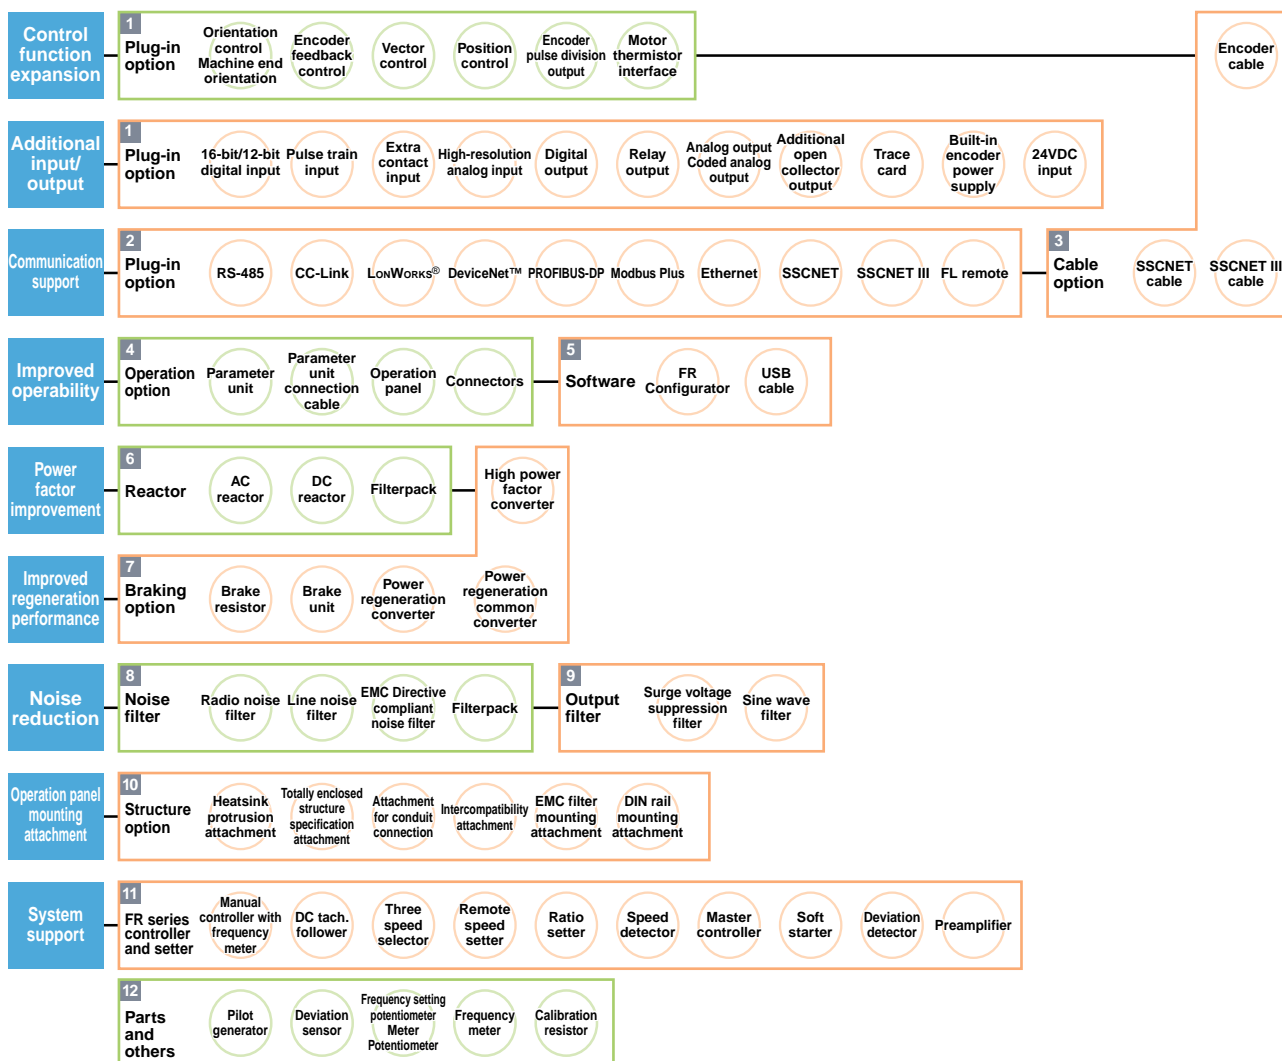 Control
function
expansion
1
Plug-in
option
Orientation
control
Machine end
orientation
Encoder
feedback
control
Vector
control
Position
control
Encoder
pulse division
output
Motor
thermistor
interface
Encoder
cable
Additional
input/
output
1
Plug-in
option
16-bit/12-bit
digital input
Pulse train
input
Extra
contact
input
High-resolution
analog input
Digital
output
Relay
output
Analog output
Coded analog
output
Additional
open
collector
output
Trace
card
Built-in
encoder
power
supply
24VDC
input
Communication
support
2
Plug-in
option
RS-485
CC-Link
LONWORKS®
DeviceNet™
PROFIBUS-DP
Modbus Plus
Ethernet
SSCNET
SSCNET III
FL remote
3
Cable
option
SSCNET
cable
SSCNET III
cable
Improved
operability
4
Operation
option
Parameter
unit
Parameter
unit
connection
cable
Operation
panel
Connectors
5
Software
FR
Configurator
USB
cable
Power
factor
improvement
6
Reactor
AC
reactor
DC
reactor
Filterpack
High power
factor
converter
Improved
regeneration
performance
7
Braking
option
Brake
resistor
Brake
unit
Power
regeneration
converter
Power
regeneration
common
converter
Noise
reduction
8
Noise
filter
Radio noise
filter
Line noise
filter
EMC Directive
compliant
noise filter
Filterpack
9
Output
filter
Surge voltage
suppression
filter
Sine wave
filter
Operation panel
mounting
attachment
10
Structure
option
Heatsink
protrusion
attachment
Totally enclosed
structure
specification
attachment
Attachment
for conduit
connection
Intercompatibility
attachment
EMC filter
mounting
attachment
DIN rail
mounting
attachment
System
support
11
FR series
controller
and setter
Manual
controller with
frequency
meter
DC tach.
follower
Three
speed
selector
Remote
speed
setter
Ratio
setter
Speed
detector
Master
controller
Soft
starter
Deviation
detector
Preamplifier
12
Parts
and
others
Pilot
generator
Deviation
sensor
Frequency setting
potentiometer
Meter
Potentiometer
Frequency
meter
Calibration
resistor